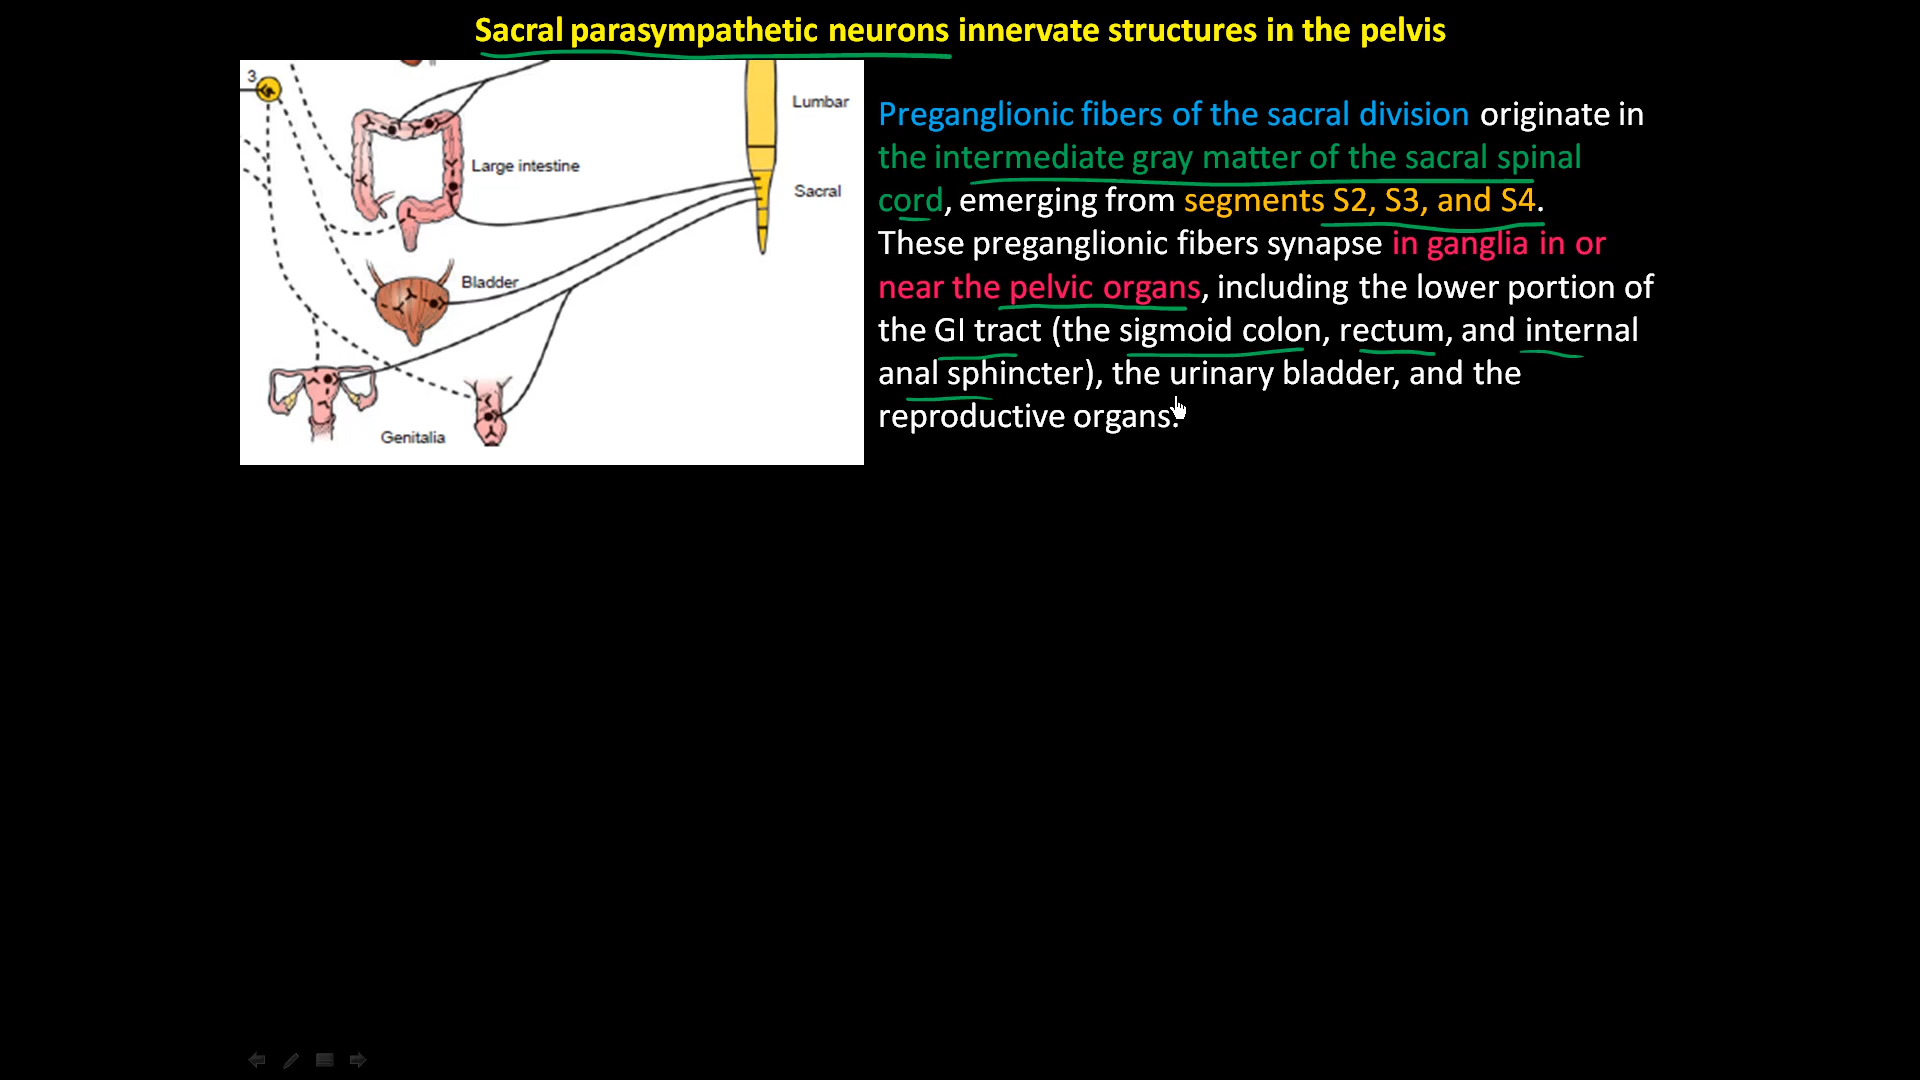 Sacral parasympathetic neurons innervate structures in the pelvis
3
Lumbar
Large intestine
Sacral
Bladder
Genitalia
Preganglionic fibers of the sacral division originate in
the intermediate gray matter of the sacral spinal
cord, emerging from segments S2, S3, and S4.
These preganglionic fibers synapse in ganglia in or
near the pelvic organs, including the lower portion of
the GI tract (the sigmoid colon, rectum, and internal
anal sphincter), the urinary bladder, and the
reproductive organs.